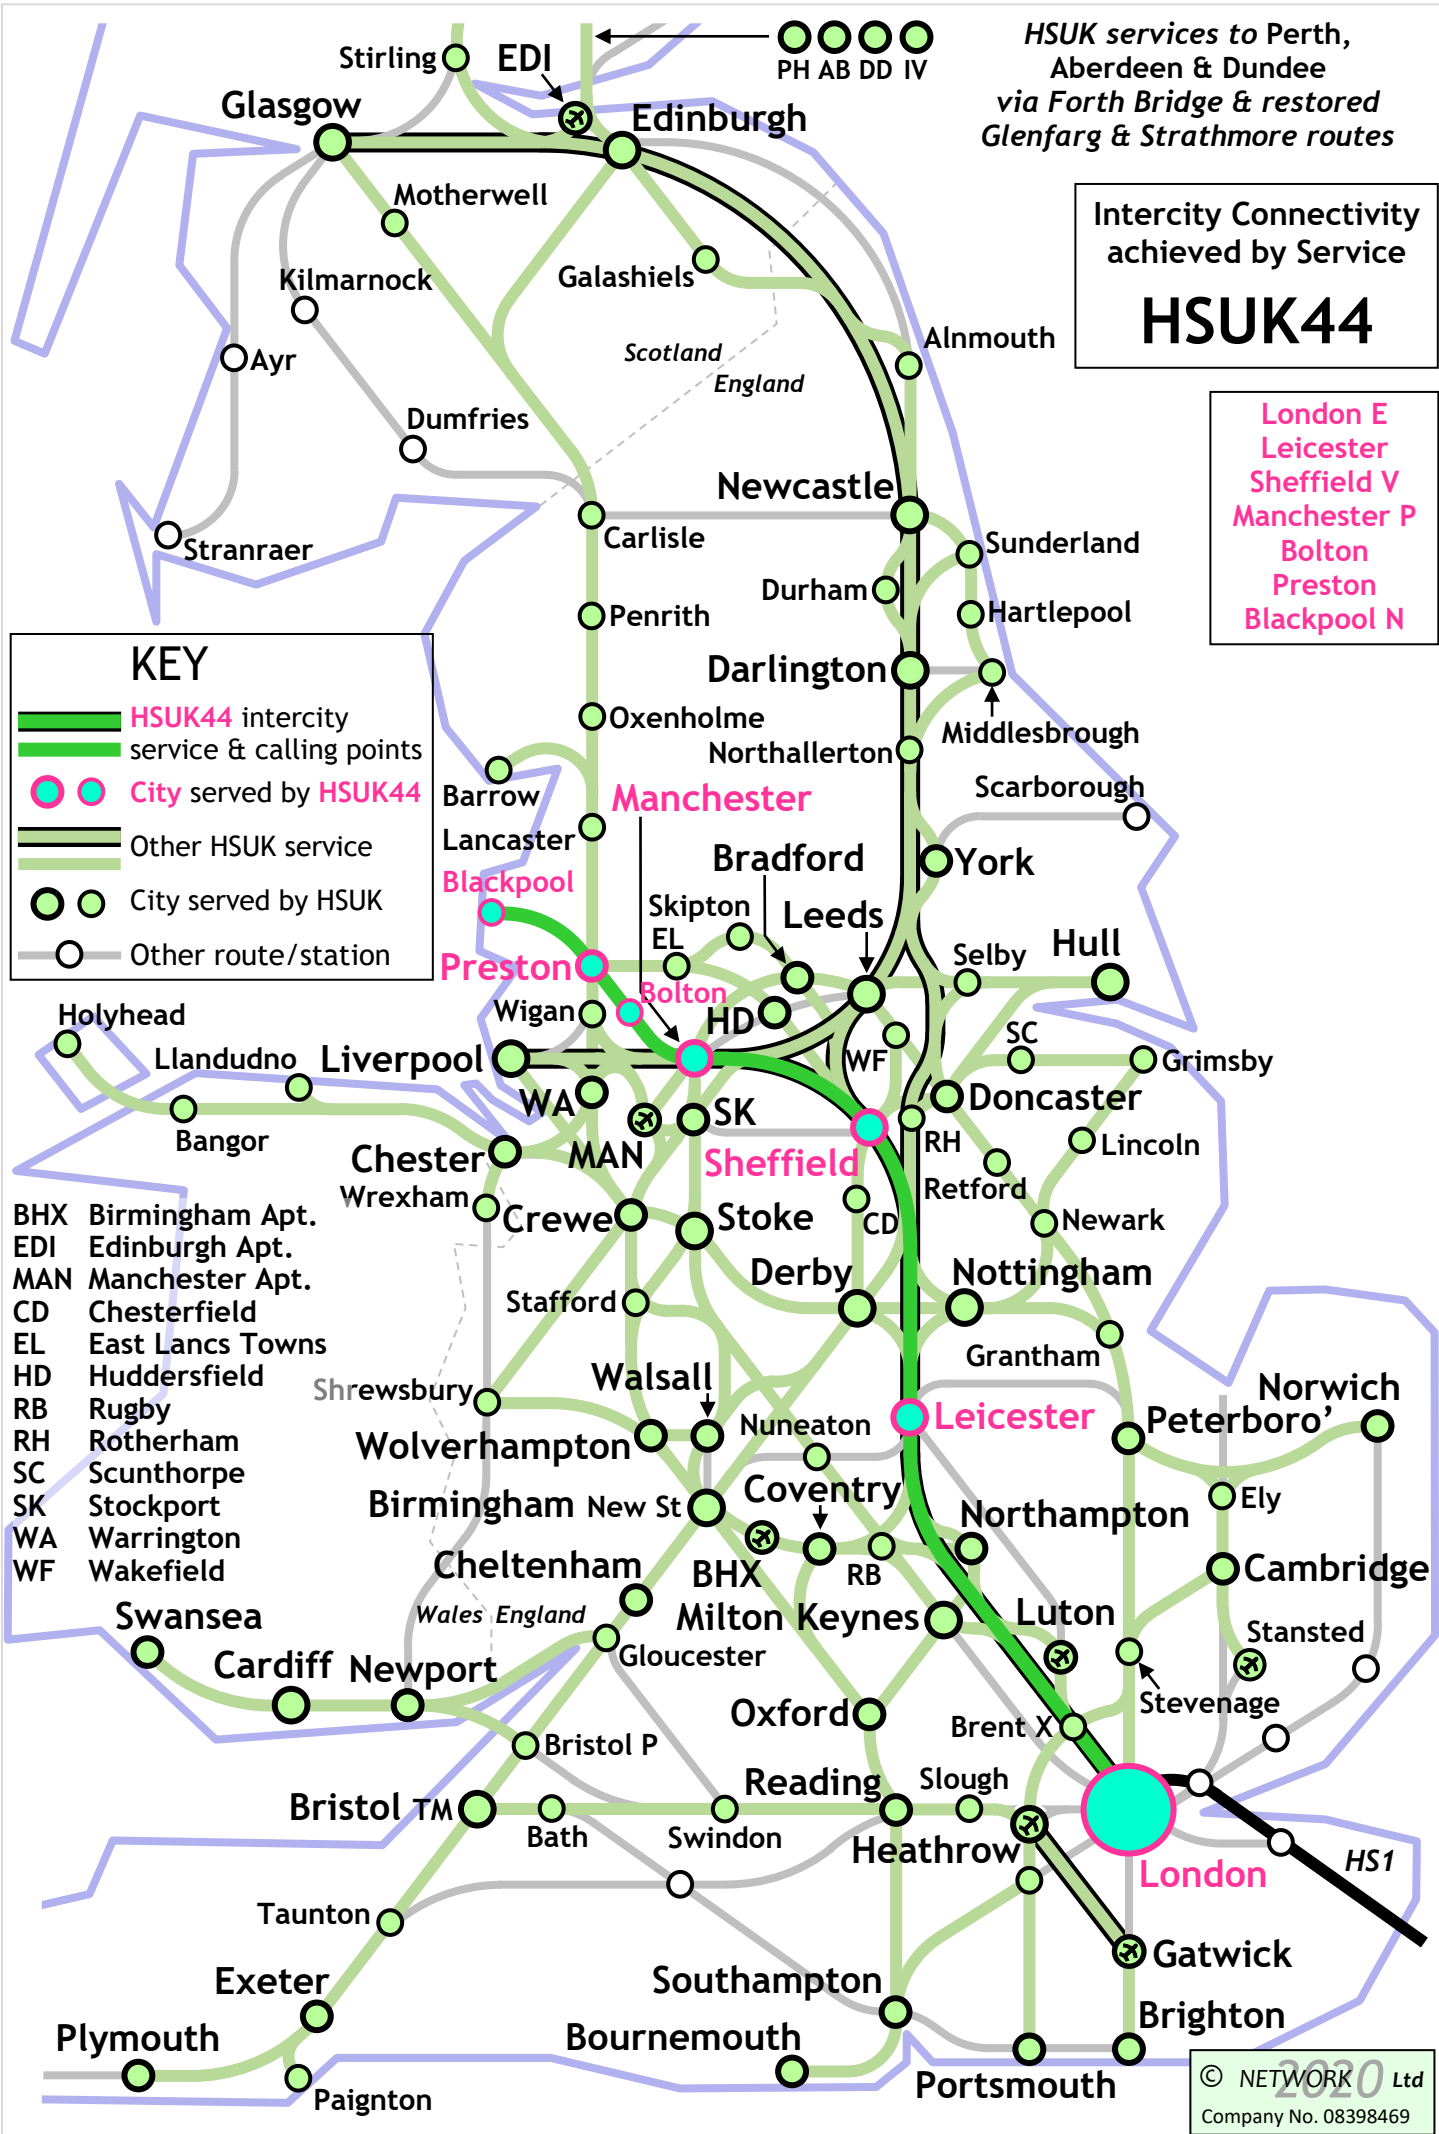 Stirling
EDI
PH AB DD IV
HSUK services to Perth,
Aberdeen & Dundee
via Forth Bridge & restored
Glenfarg & Strathmore routes
Glasgow
Edinburgh
Motherwell
Intercity Connectivity
achieved by Service
HSUK44
Galashiels
Kilmarnock
Alnmouth
Ayr
Scotland
England
London E
Leicester
Sheffield V
Manchester P
Bolton
Preston
Blackpool N
Dumfries
Newcastle
Carlisle
Sunderland
Stranraer
Durham
Hartlepool
Penrith
Darlington
KEY
HSUK44 intercity
service & calling points
City served by HSUK44
Other HSUK service
City served by HSUK
Other route/station
Oxenholme
Middlesbrough
Northallerton
Barrow
Manchester
Scarborough
Lancaster
Bradford
York
Blackpool
Skipton
Leeds
EL
Selby
Hull
Preston
Bolton
Wigan
HD
Holyhead
Llandudno
Liverpool
WF
SC
Grimsby
WA
SK
Doncaster
Bangor
MAN
RH
Lincoln
Chester
Sheffield
Wrexham
Retford
Crewe
Stoke
CD
Newark
BHX Birmingham Apt.
EDI Edinburgh Apt.
MAN Manchester Apt.
CD Chesterfield
EL East Lancs Towns
HD Huddersfield
RB Rugby
RH Rotherham
SC Scunthorpe
SK Stockport
WA Warrington
WF Wakefield
Derby
Nottingham
Stafford
Grantham
Walsall
Shrewsbury
Norwich
Nuneaton
Leicester
Peterboro’
Wolverhampton
Coventry
Birmingham New St
Ely
Northampton
Cheltenham
BHX
RB
Cambridge
Swansea
Wales England
Milton Keynes
Luton
Stansted
Cardiff
Newport
Gloucester
Stevenage
Oxford
Brent X
Bristol P
Reading
Slough
Bristol TM
Bath
Swindon
Heathrow
London
HS1
Taunton
Gatwick
Exeter
Southampton
Brighton
Plymouth
Bournemouth
Portsmouth
Paignton
© NETWORK 2020 Ltd
Company No. 08398469